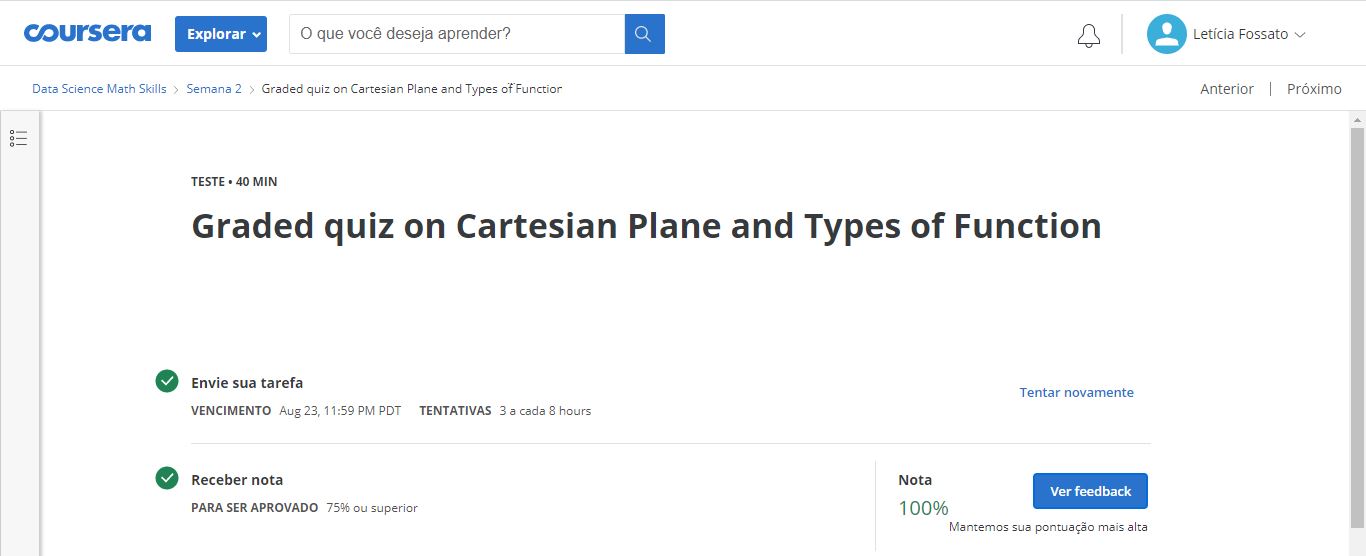 coursera Explorar O que você deseja aprender? Letícia Fossato
Data Science Math Skills > Semana 2 > Graded quiz on Cartesian Plane and Types of Function Anterior | Próximo
TESTE • 40 MIN
Graded quiz on Cartesian Plane and Types of Function
Envie sua tarefa
Tentar novamente
VENCIMENTO Aug 23, 11:59 PM PDT TENTATIVAS 3 a cada 8 hours
Receber nota
PARA SER APROVADO 75% ou superior
Nota
100%
Ver feedback
Mantemos sua pontuação mais alta